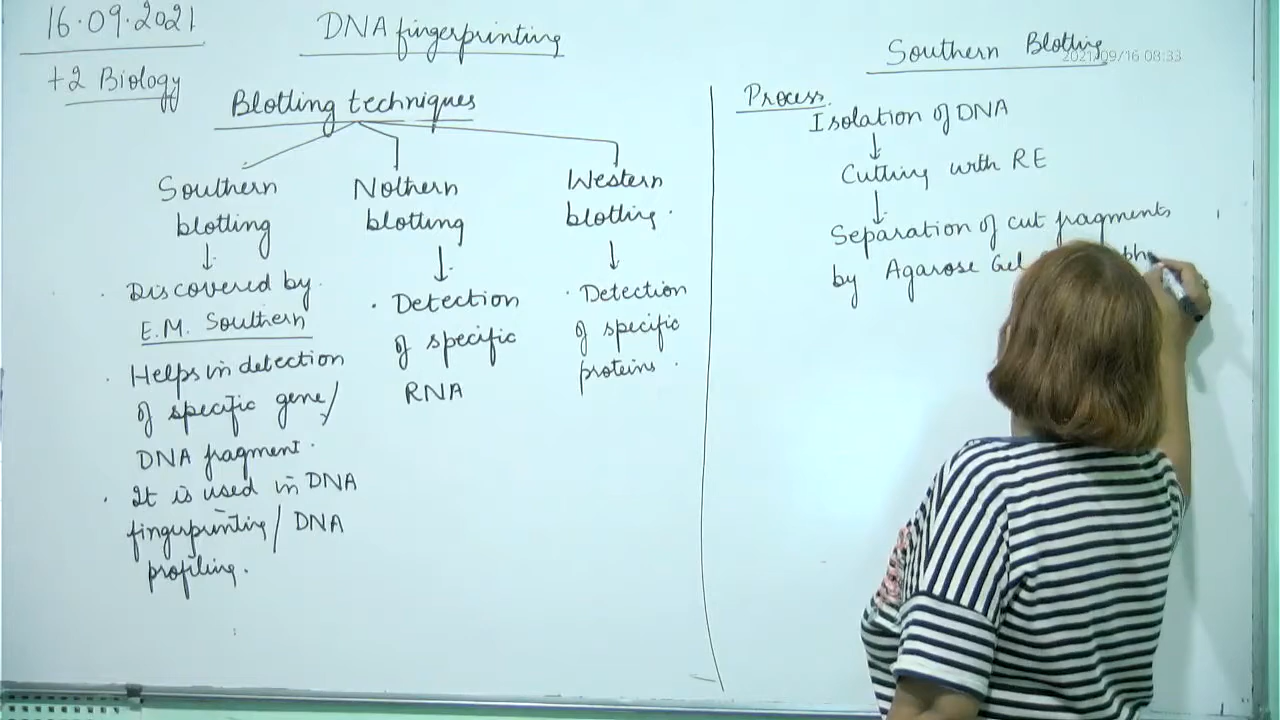 16.09.2021
+2 Biology
DNA fingerprinting
Blotting techniques
Southern
blotting
Discovered by
E.M. Southern
Helps in detection
of specific gene/
DNA fragment.
It is used in DNA
fingerprinting/DNA
profiling.
Nothern
blotting
Detection
of specific
RNA
Western
blotting.
Detection
of specific
proteins.
Southern Blotting
2021/09/16 08:33
Process.
Isolation of DNA
Cutting with RE
Separation of cut fragments
by Agarose Gel